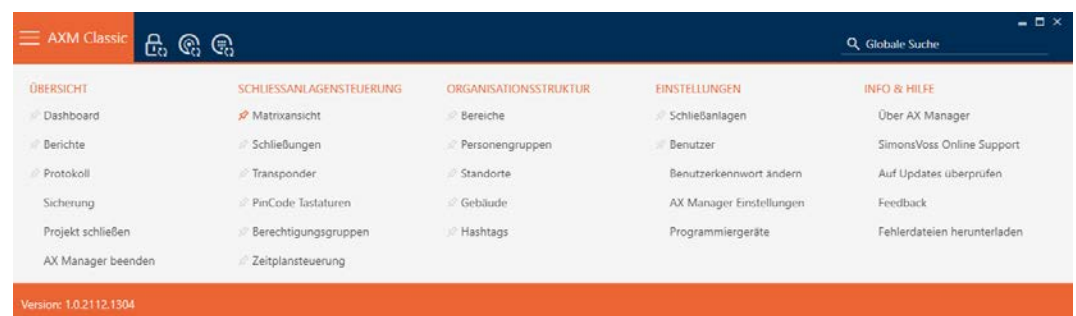 AXM Classic
Globale Suche
ÜBERSICHT
Dashboard
Berichte
Protokoll
Sicherung
Projekt schließen
AX Manager beenden
SCHLIESSANLAGENSTEUERUNG
Matrixansicht
Schließungen
Transponder
PinCode Tastaturen
Berechtigungsgruppen
Zeitplansteuerung
ORGANISATIONSSTRUKTUR
Bereiche
Personengruppen
Standorte
Gebäude
Hashtags
EINSTELLUNGEN
Schließanlagen
Benutzer
Benutzerkennwort ändern
AX Manager Einstellungen
Programmiergeräte
INFO & HILFE
Über AX Manager
SimonsVoss Online Support
Auf Updates überprüfen
Feedback
Fehlerdateien herunterladen
Version: 1.0.2112.1304